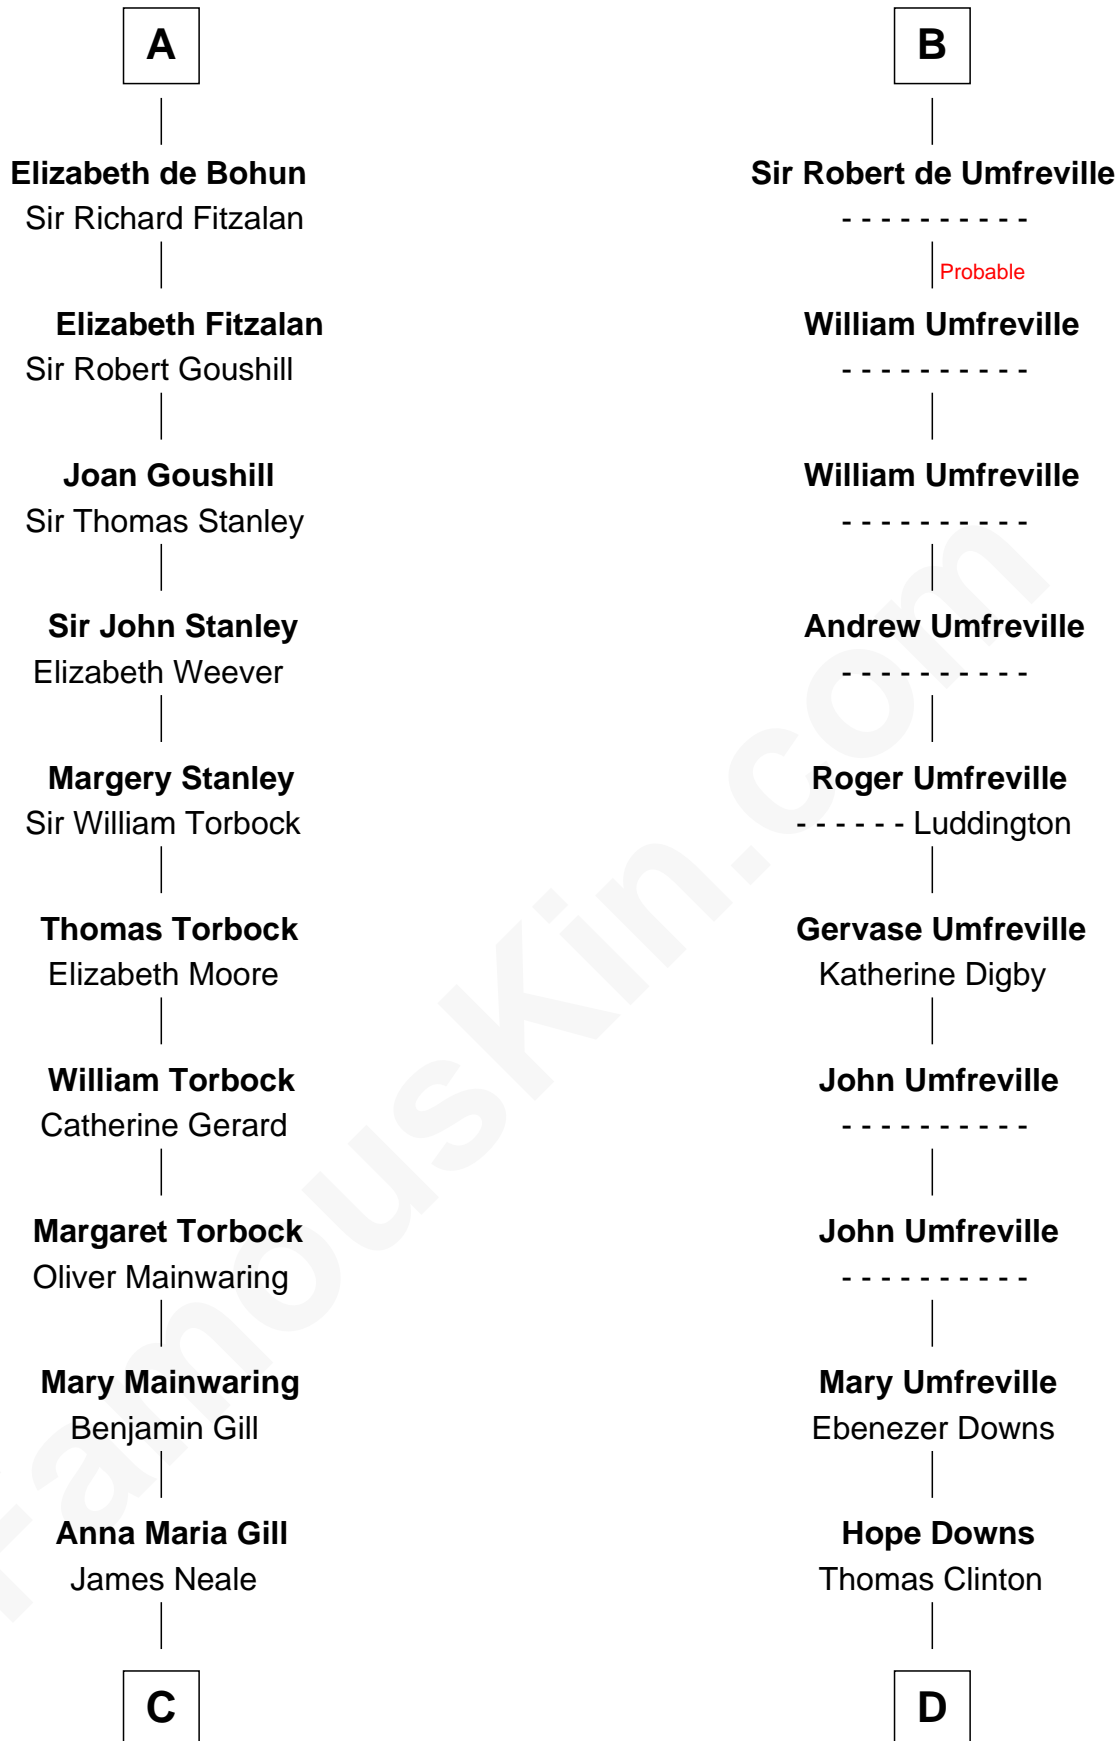 A
Elizabeth de Bohun
Sir Richard Fitzalan
Elizabeth Fitzalan
Sir Robert Goushill
Joan Goushill
Sir Thomas Stanley
Sir John Stanley
Elizabeth Weever
Margery Stanley
Sir William Torbock
Thomas Torbock
Elizabeth Moore
William Torbock
Catherine Gerard
Margaret Torbock
Oliver Mainwaring
Mary Mainwaring
Benjamin Gill
Anna Maria Gill
James Neale
C
B
Sir Robert de Umfreville
- - - - - - - - - -
Probable
William Umfreville
- - - - - - - - - -
William Umfreville
- - - - - - - - - -
Andrew Umfreville
- - - - - - - - - -
Roger Umfreville
- - - - - - Luddington
Gervase Umfreville
Katherine Digby
John Umfreville
- - - - - - - - - -
John Umfreville
- - - - - - - - - -
Mary Umfreville
Ebenezer Downs
Hope Downs
Thomas Clinton
D
FamousKin.com